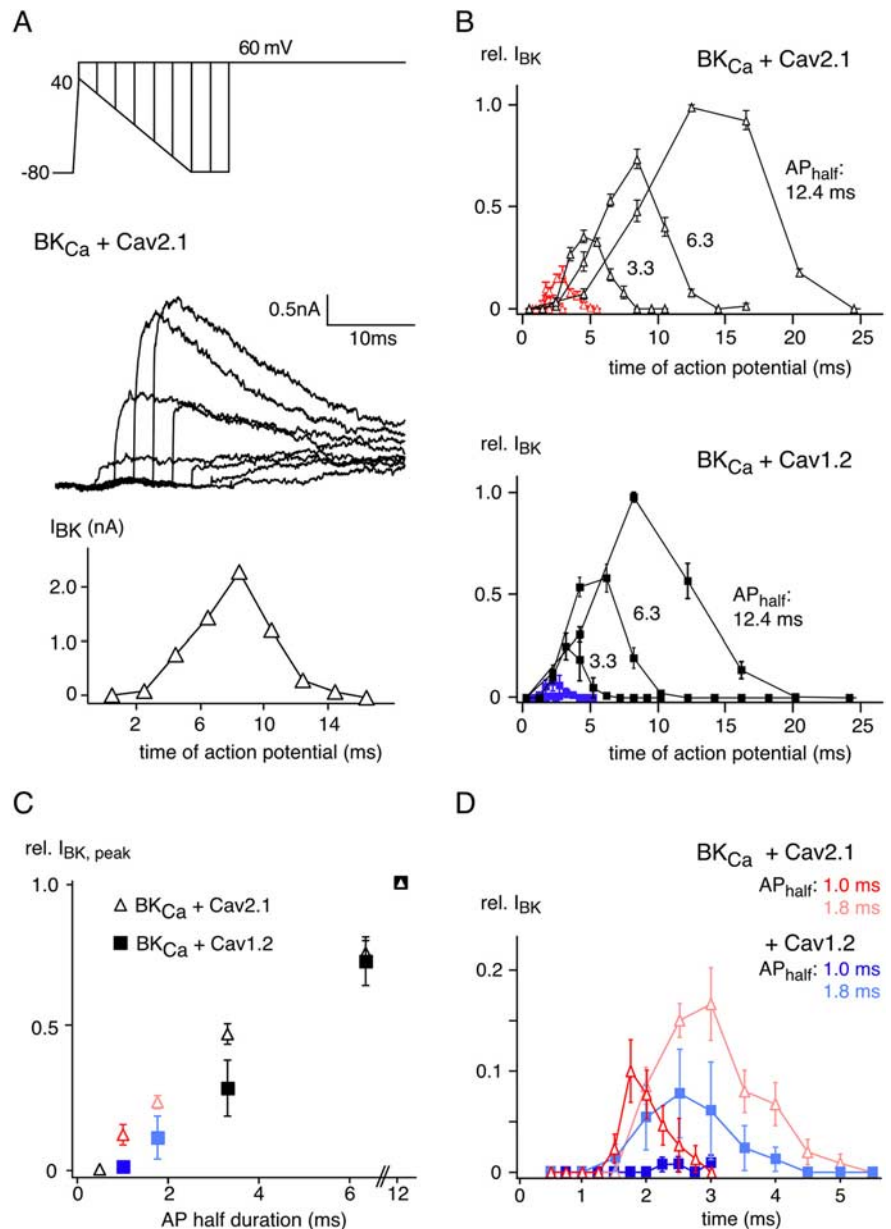 A
60 mV
40
-80
BKCa + Cav2.1
0.5nA
10ms
IBK (nA)
2.0
1.0
0
2 6 10 14
time of action potential (ms)
B
rel. IBK
BKCa + Cav2.1
1.0
APhalf:
12.4 ms
0.5
6.3
3.3
0
0 5 10 15 20 25
time of action potential (ms)
rel. IBK
BKCa + Cav1.2
1.0
APhalf:
12.4 ms
0.5
6.3
3.3
0
0 5 10 15 20 25
time of action potential (ms)
C
rel. IBK, peak
1.0
BKCa + Cav2.1
BKCa + Cav1.2
0.5
0
0 2 4 6 12
AP half duration (ms)
D
BKCa + Cav2.1
APhalf: 1.0 ms
1.8 ms
rel. IBK
+ Cav1.2
APhalf: 1.0 ms
1.8 ms
0.2
0.1
0
0 1 2 3 4 5
time (ms)